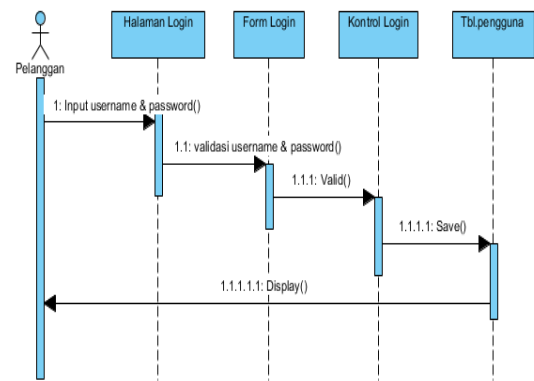 Halaman Login
Form Login
Kontrol Login
Tbl.pengguna
Pelanggan
1: Input username & password()
1.1: validasi username & password()
1.1.1: Valid()
1.1.1.1: Save()
1.1.1.1.1: Display()